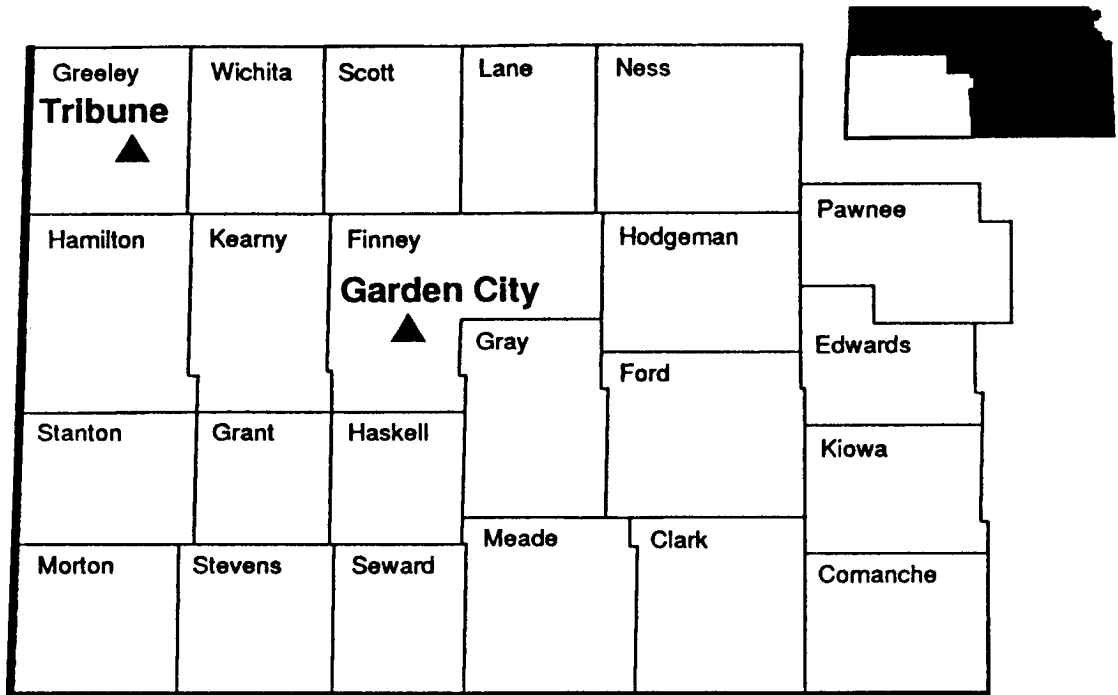 Greeley
Wichita
Scott
Lane
Ness
Tribune
Pawnee
Hamilton
Kearny
Finney
Hodgeman
Garden City
Gray
Edwards
Ford
Stanton
Grant
Haskell
Kiowa
Meade
Clark
Morton
Stevens
Seward
Comanche